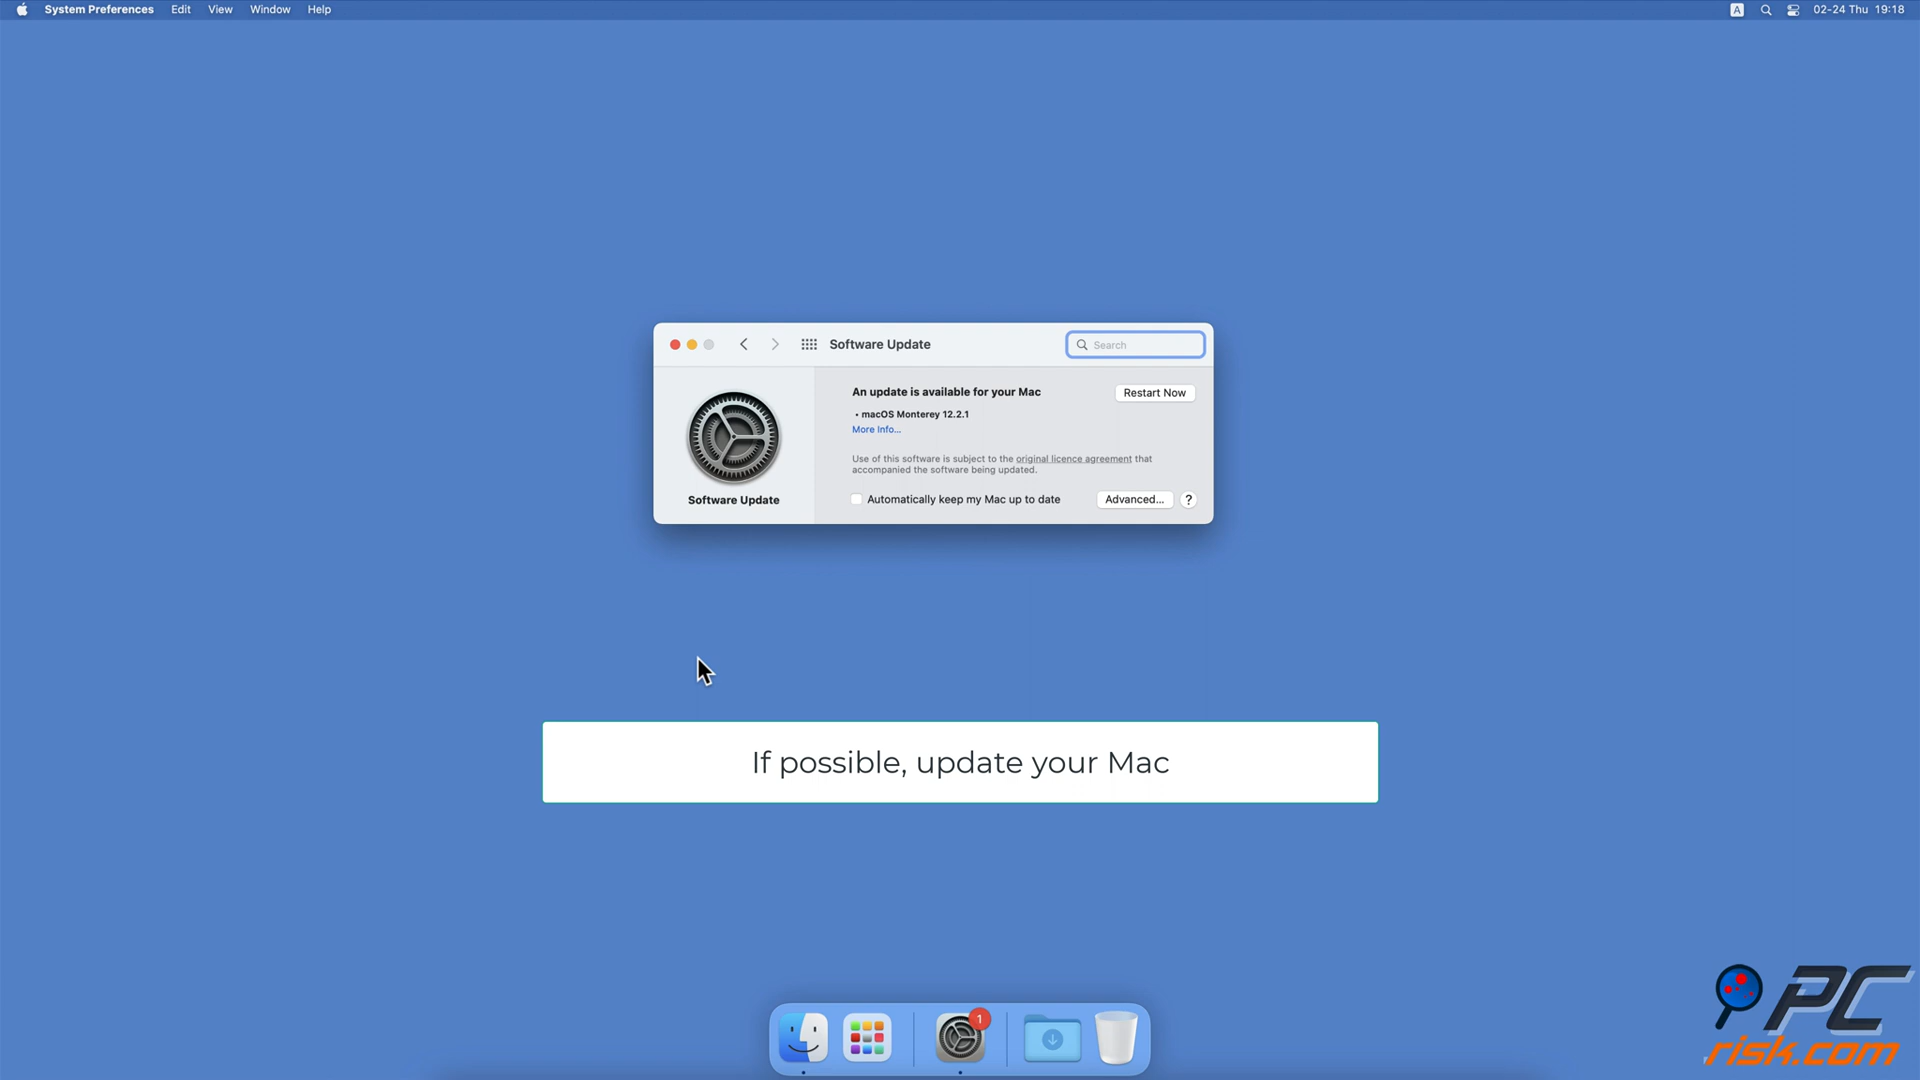 System Preferences Edit View Window Help
A 02-24 Thu 19:18
Software Update
Search
An update is available for your Mac
Restart Now
• macOS Monterey 12.2.1
More Info...
Use of this software is subject to the original licence agreement that
accompanied the software being updated.
Software Update
Automatically keep my Mac up to date
Advanced...
?
If possible, update your Mac
1
PC
risk.com